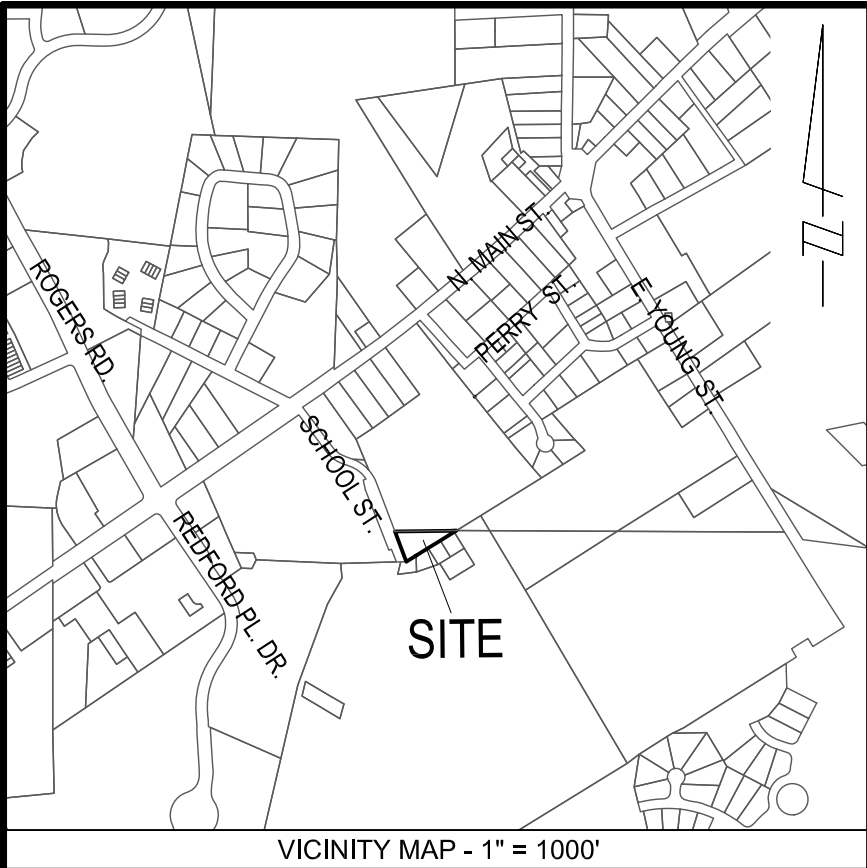 N. MAIN ST.
ROGERS RD.
PERRY ST.
E. YOUNG ST.
SCHOOL ST.
REDFORD PL. DR.
SITE
N
VICINITY MAP - 1" = 1000'